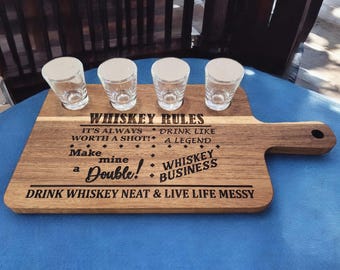 WHISKEY RULES
IT'S ALWAYS
WORTH A SHOT!
DRINK LIKE
A LEGEND
Make
mine
a Double!
WHISKEY
BUSINESS
DRINK WHISKEY NEAT & LIVE LIFE MESSY